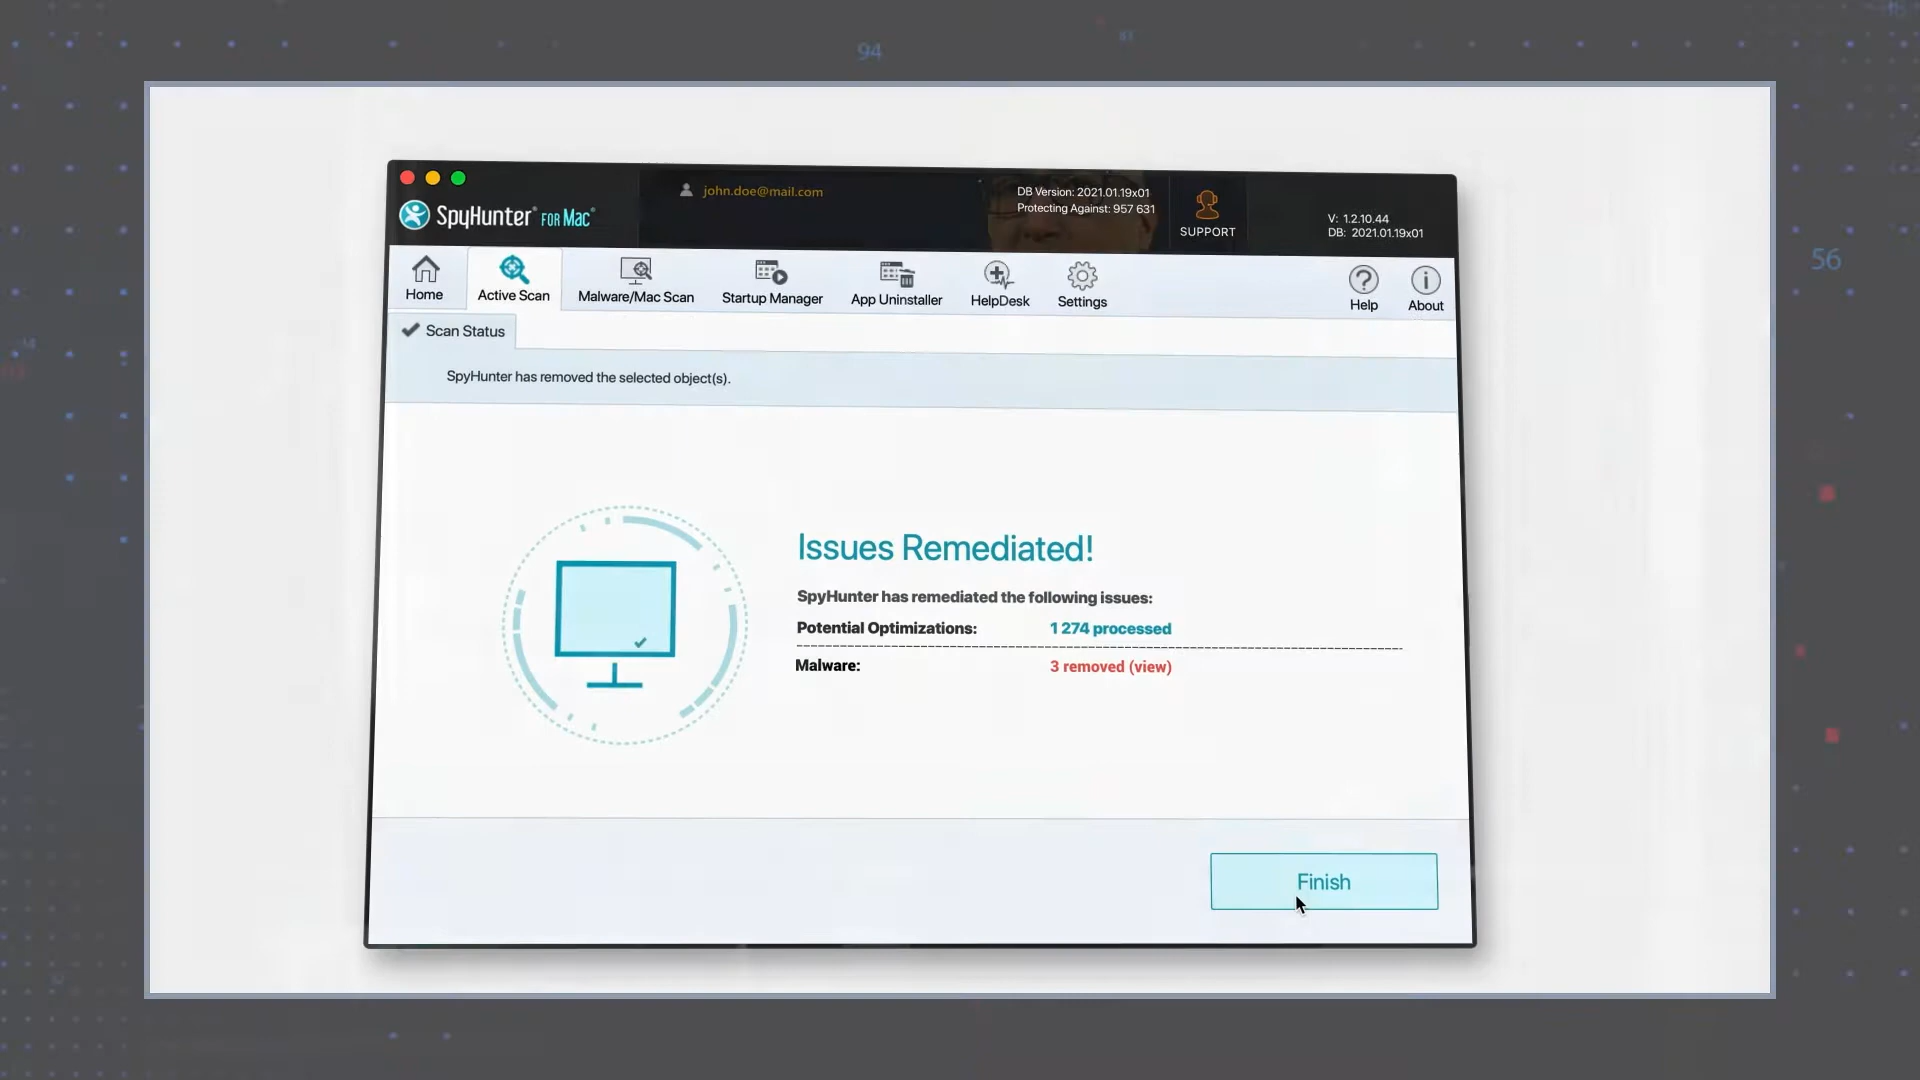 94
81
john.doe@mail.com
DB Version: 2021.01.19x01
Protecting Against: 957 631
SpyHunter® FOR MAC®
SUPPORT
V: 1.2.10.44
DB: 2021.01.19x01
Home
Active Scan
Malware/Mac Scan
Startup Manager
App Uninstaller
HelpDesk
Settings
Help
About
56
Scan Status
SpyHunter has removed the selected object(s).
Issues Remediated!
SpyHunter has remediated the following issues:
Potential Optimizations: 1 274 processed
Malware: 3 removed (view)
Finish